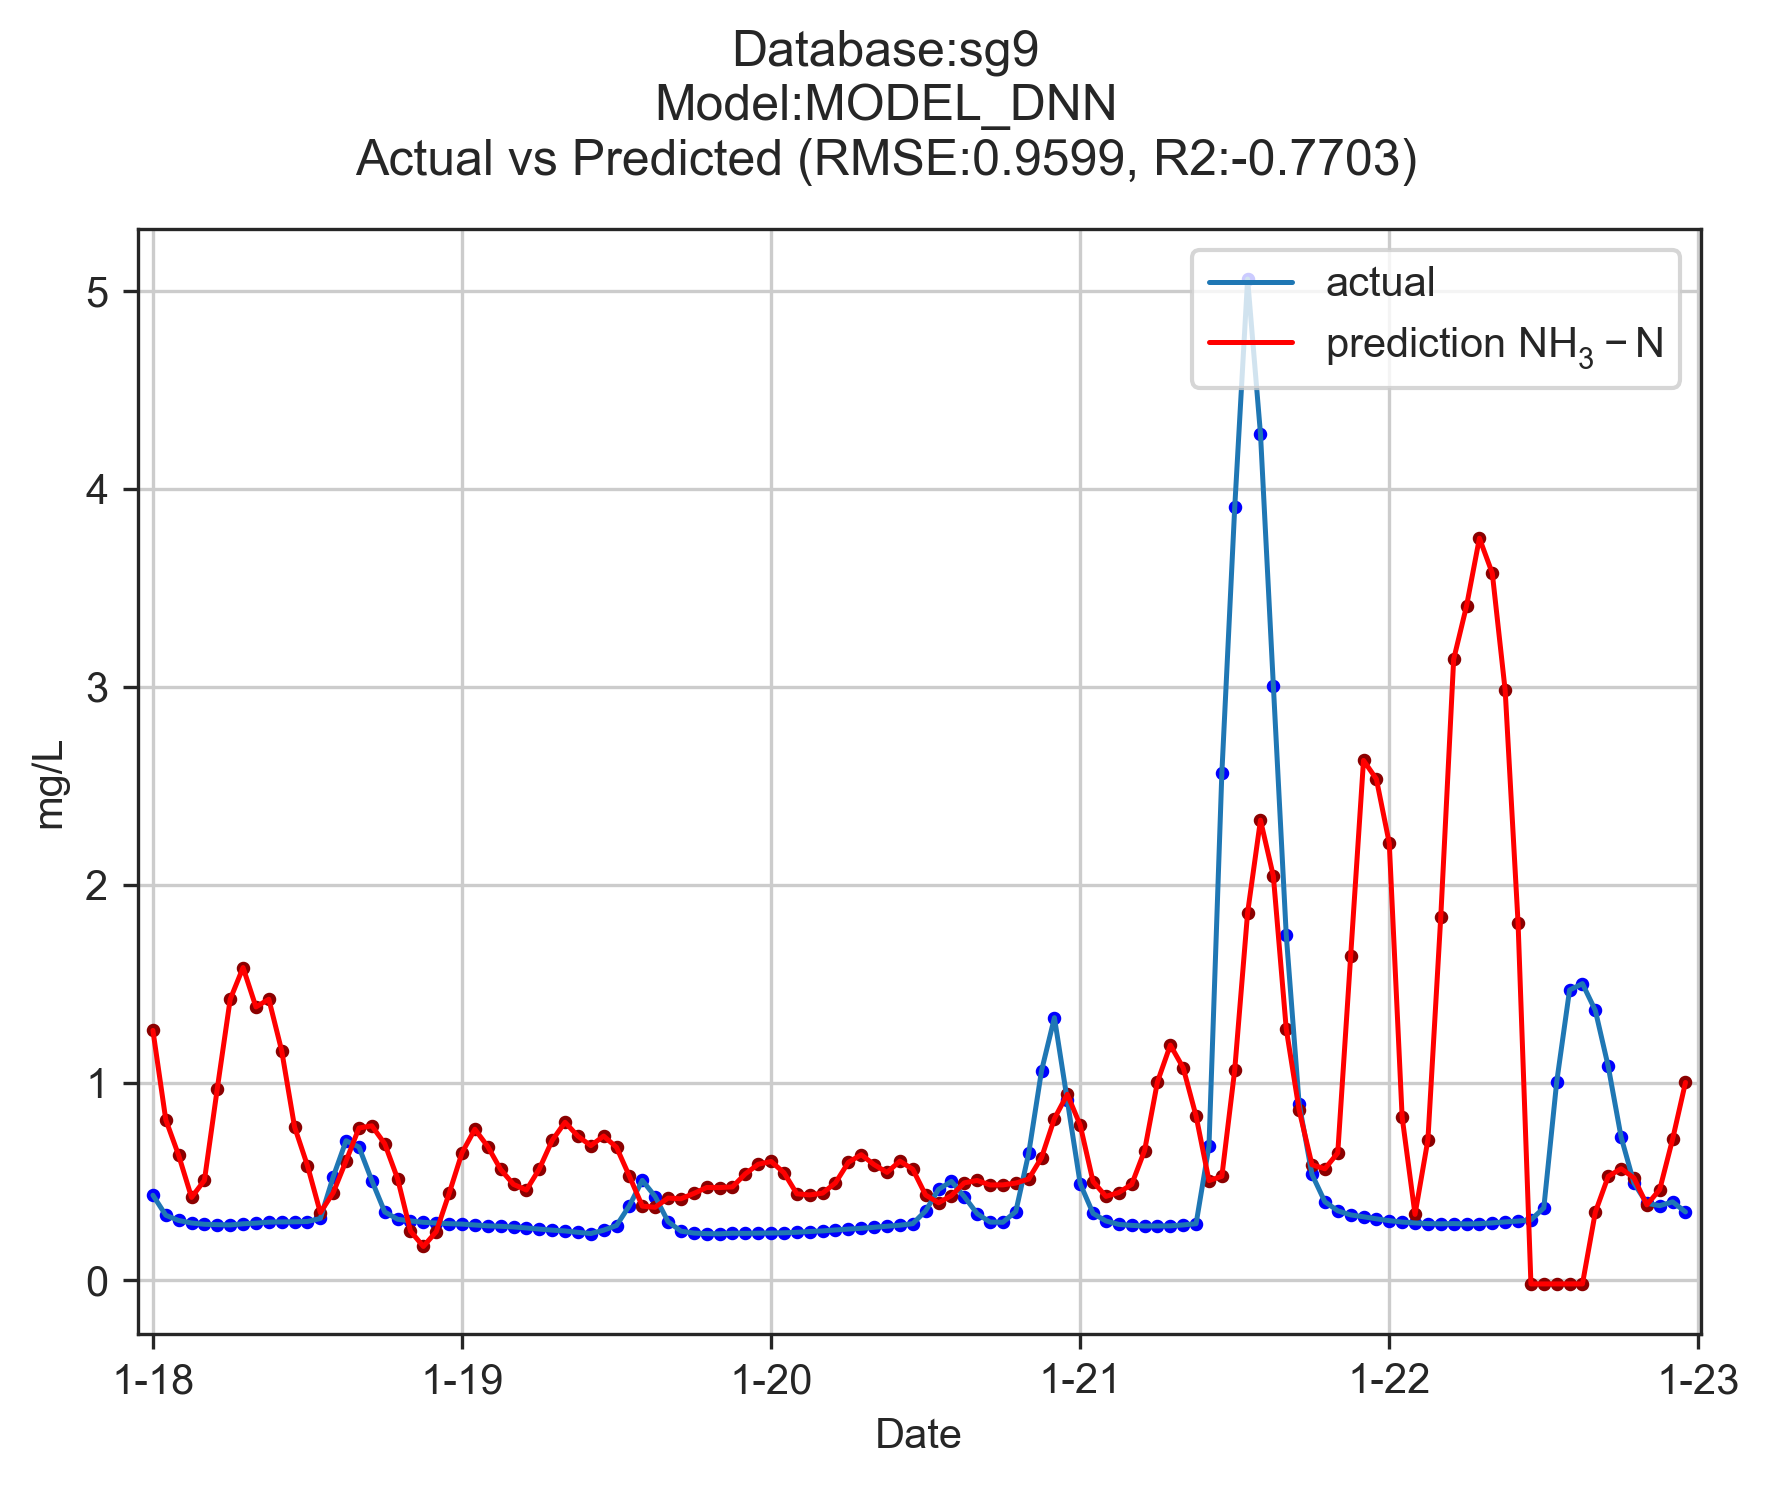 Database:sg9
Model:MODEL_DNN
Actual vs Predicted (RMSE:0.9599, R2:-0.7703)
actual
prediction NH₃ − N
5
4
3
2
1
0
mg/L
1-18 1-19 1-20 1-21 1-22 1-23
Date